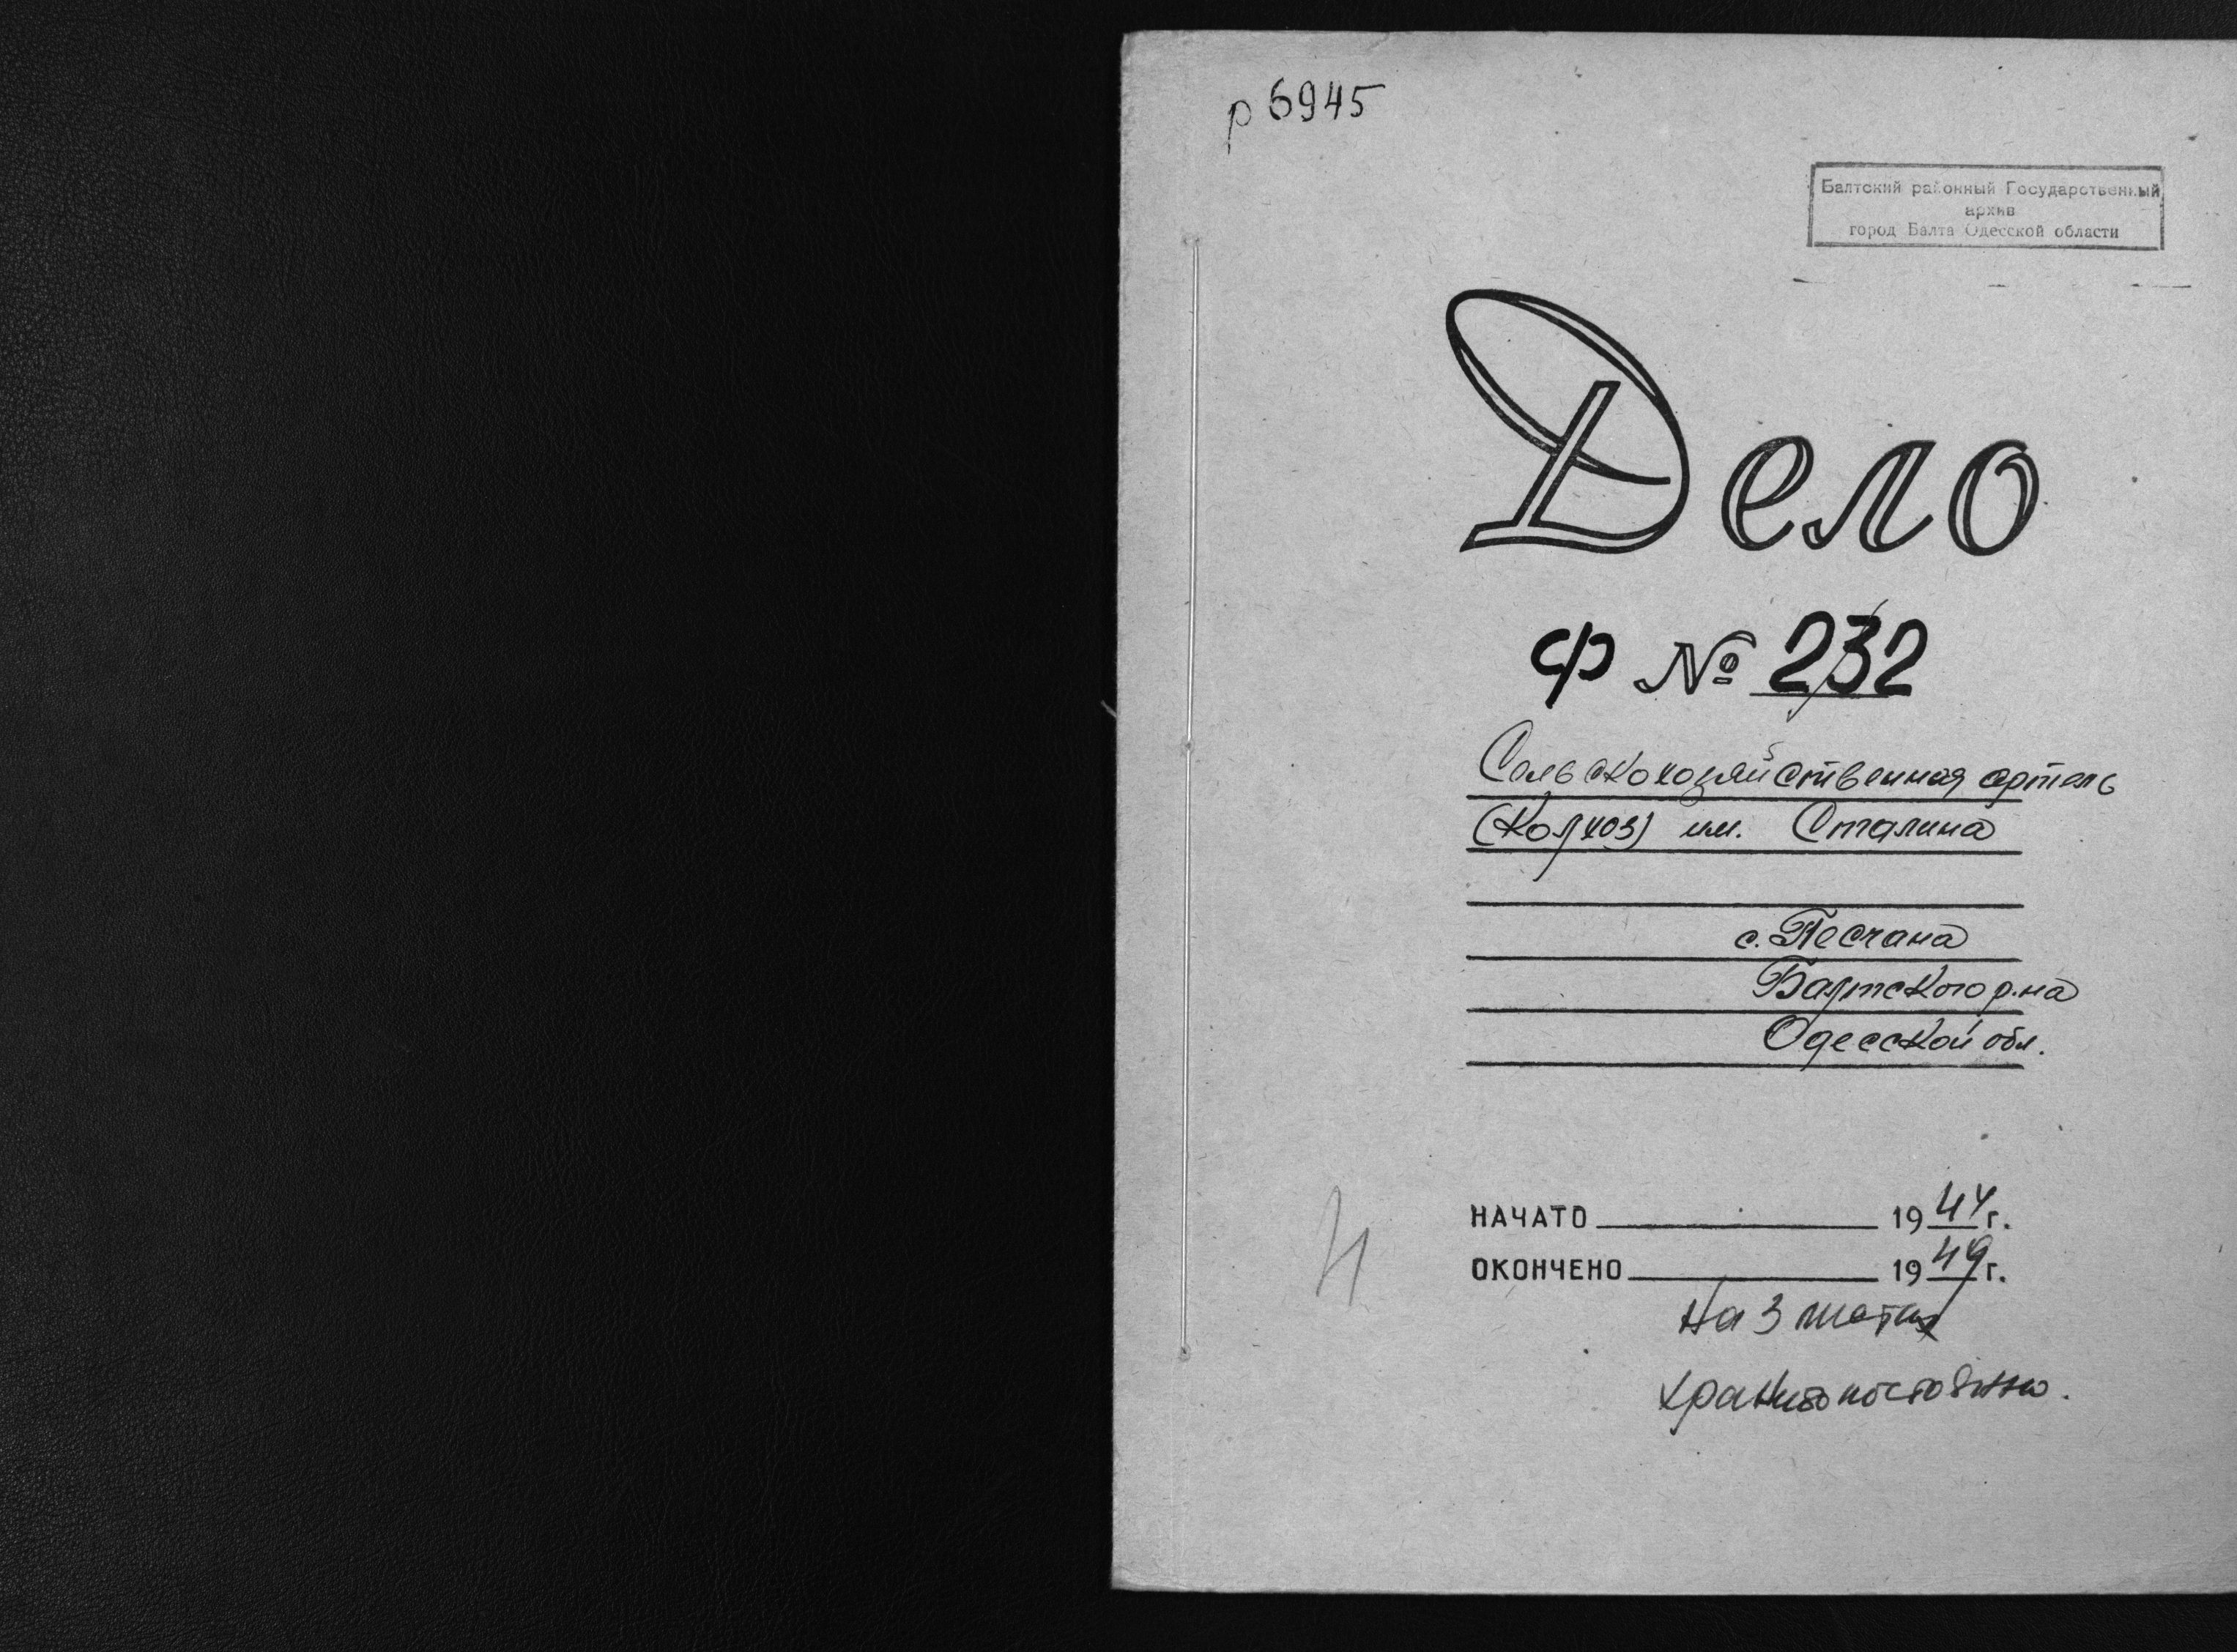 р 6945
Балтский районный Государственный
архив
город Балта Одесской области
Дело
Ф № 232
Сельскохозяйственная артель
(Колхоз) им. Сталина
с. Песчана
Балтского р-на
Одесской обл.
НАЧАТО 1944 г.
ОКОНЧЕНО 1949 г.
На 3 листах
хранить постоянно.